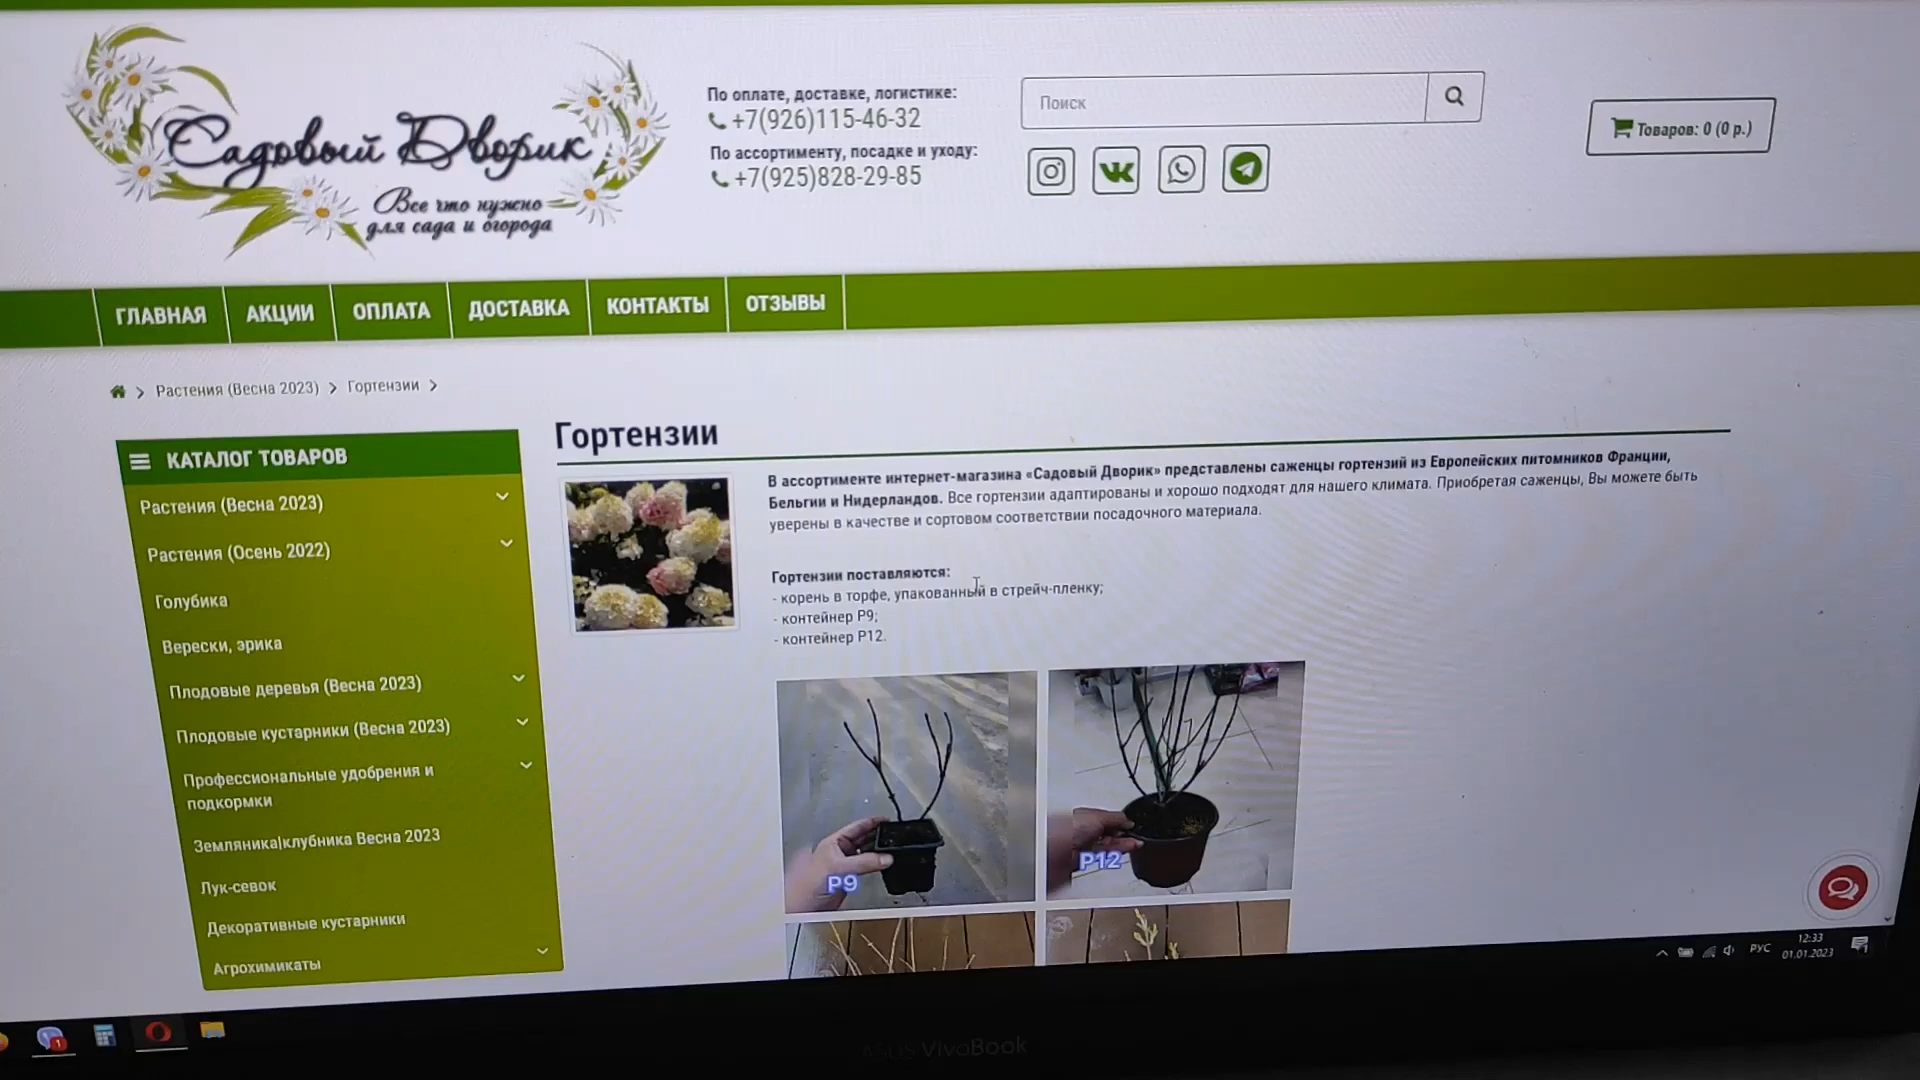 Садовый Дворик
Все что нужно
для сада и огорода
По оплате, доставке, логистике:
+7(926)115-46-32
По ассортименту, посадке и уходу:
+7(925)828-29-85
Поиск
Товаров: 0 (0 р.)
ГЛАВНАЯ
АКЦИИ
ОПЛАТА
ДОСТАВКА
КОНТАКТЫ
ОТЗЫВЫ
Растения (Весна 2023) > Гортензии >
КАТАЛОГ ТОВАРОВ
Растения (Весна 2023)
Растения (Осень 2022)
Голубика
Верески, эрика
Плодовые деревья (Весна 2023)
Плодовые кустарники (Весна 2023)
Профессиональные удобрения и
подкормки
Земляника|клубника Весна 2023
Лук-севок
Декоративные кустарники
Агрохимикаты
Гортензии
В ассортименте интернет-магазина «Садовый Дворик» представлены саженцы гортензий из Европейских питомников Франции,
Бельгии и Нидерландов. Все гортензии адаптированы и хорошо подходят для нашего климата. Приобретая саженцы, Вы можете быть
уверены в качестве и сортовом соответствии посадочного материала.
Гортензии поставляются:
- корень в торфе, упакованный в стрейч-пленку;
- контейнер P9;
- контейнер P12.
P9
P12
РУС
12:33
01.01.2023
1
ASUS VivoBook